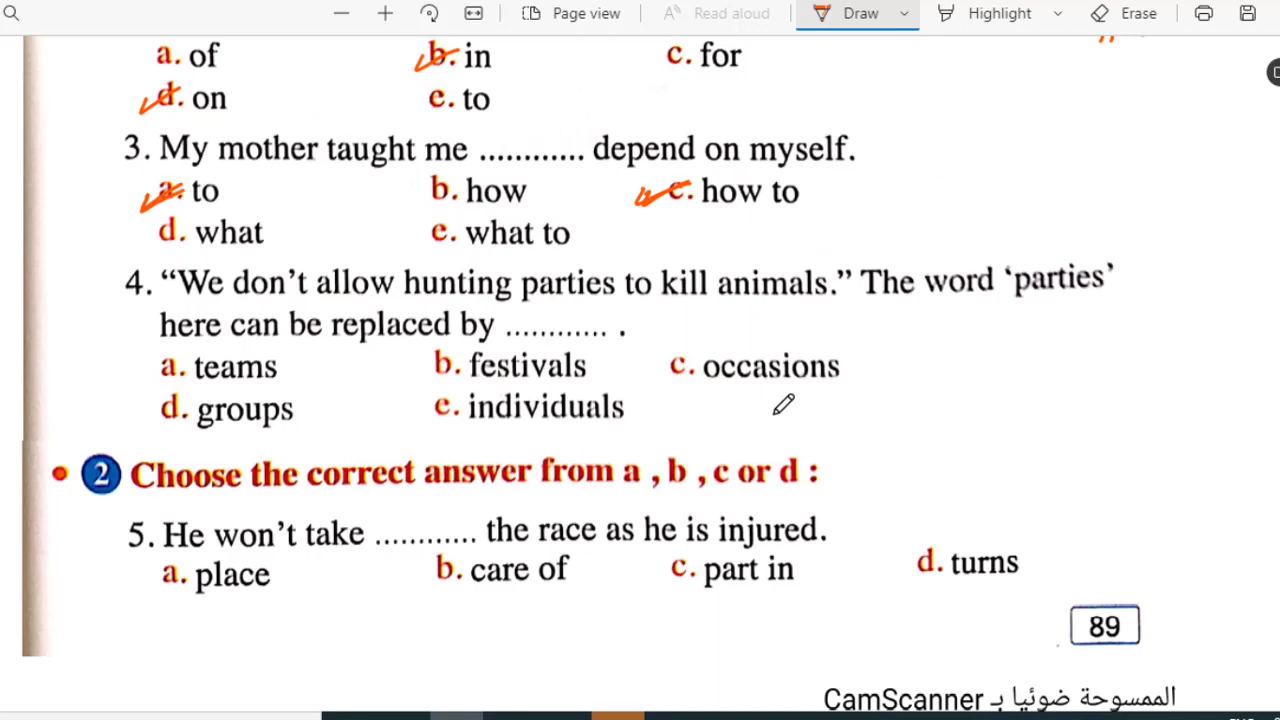 Page view
Read aloud
Draw
Highlight
Erase
a. of b. in c. for
d. on e. to
3. My mother taught me ............ depend on myself.
a. to b. how c. how to
d. what e. what to
4. “We don’t allow hunting parties to kill animals.” The word ‘parties’
here can be replaced by ............ .
a. teams b. festivals c. occasions
d. groups e. individuals
2 Choose the correct answer from a , b , c or d :
5. He won’t take ............ the race as he is injured.
a. place b. care of c. part in d. turns
89
الممسوحة ضوئيا بـ CamScanner